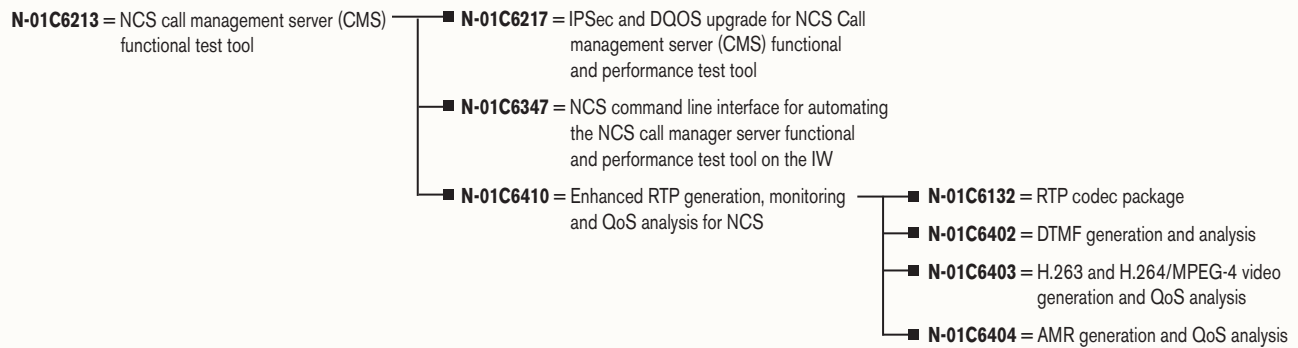 N-01C6213 = NCS call management server (CMS)
functional test tool
N-01C6217 = IPSec and DQOS upgrade for NCS Call
management server (CMS) functional
and performance test tool
N-01C6347 = NCS command line interface for automating
the NCS call manager server functional
and performance test tool on the IW
N-01C6410 = Enhanced RTP generation, monitoring
and QoS analysis for NCS
N-01C6132 = RTP codec package
N-01C6402 = DTMF generation and analysis
N-01C6403 = H.263 and H.264/MPEG-4 video
generation and QoS analysis
N-01C6404 = AMR generation and QoS analysis